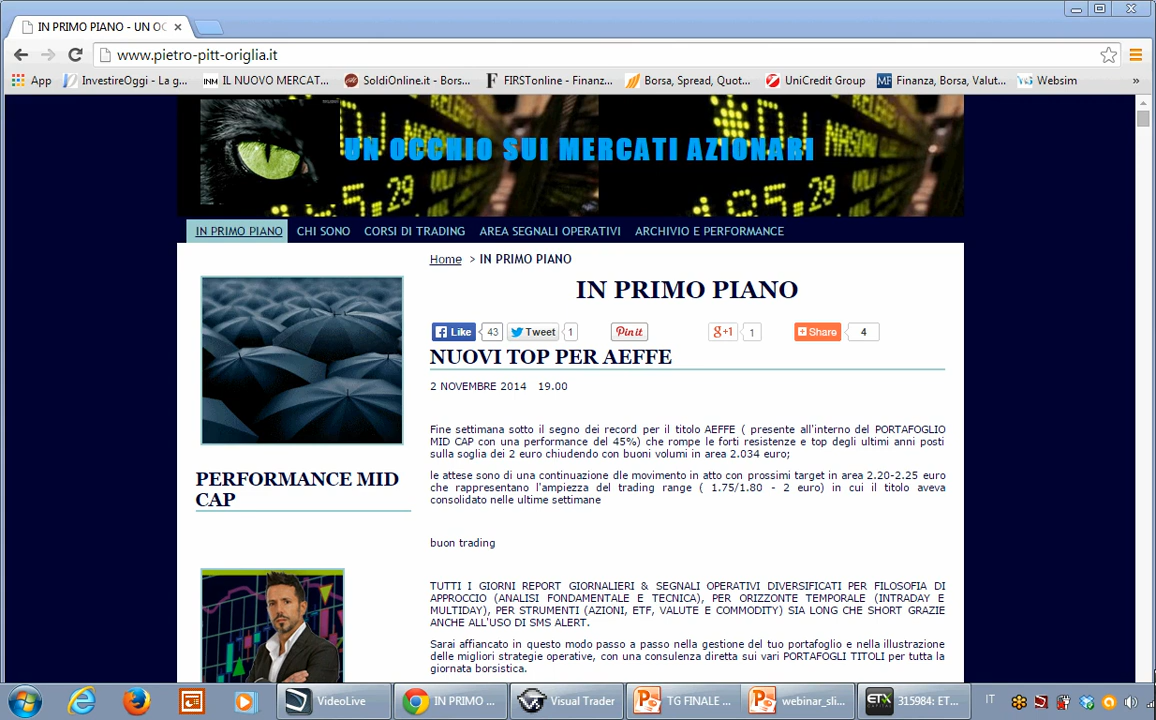 IN PRIMO PIANO - UN OC
www.pietro-pitt-origlia.it
App InvestireOggi - La g... IL NUOVO MERCAT... SoldiOnline.it - Bors... FIRSTonline - Finanz... Borsa, Spread, Quot... UniCredit Group Finanza, Borsa, Valut... Websim »
UN OCCHIO SUI MERCATI AZIONARI
IN PRIMO PIANO CHI SONO CORSI DI TRADING AREA SEGNALI OPERATIVI ARCHIVIO E PERFORMANCE
Home > IN PRIMO PIANO
IN PRIMO PIANO
Like 43 Tweet 1 Pin it g+1 1 Share 4
NUOVI TOP PER AEFFE
2 NOVEMBRE 2014 19.00
Fine settimana sotto il segno dei record per il titolo AEFFE ( presente all'interno del PORTAFOGLIO
MID CAP con una performance del 45%) che rompe le forti resistenze e top degli ultimi anni posti
sulla soglia dei 2 euro chiudendo con buoni volumi in area 2.034 euro;
le attese sono di una continuazione dle movimento in atto con prossimi target in area 2.20-2.25 euro
che rappresentano l'ampiezza del trading range ( 1.75/1.80 - 2 euro) in cui il titolo aveva
consolidato nelle ultime settimane
buon trading
TUTTI I GIORNI REPORT GIORNALIERI & SEGNALI OPERATIVI DIVERSIFICATI PER FILOSOFIA DI
APPROCCIO (ANALISI FONDAMENTALE E TECNICA), PER ORIZZONTE TEMPORALE (INTRADAY E
MULTIDAY), PER STRUMENTI (AZIONI, ETF, VALUTE E COMMODITY) SIA LONG CHE SHORT GRAZIE
ANCHE ALL'USO DI SMS ALERT.
Sarai affiancato in questo modo passo a passo nella gestione del tuo portafoglio e nella illustrazione
delle migliori strategie operative, con una consulenza diretta sui vari PORTAFOGLI TITOLI per tutta la
giornata borsistica.
PERFORMANCE MID
CAP
VideoLive IN PRIMO ... Visual Trader TG FINALE ... webinar_sli... 315984: ET... IT